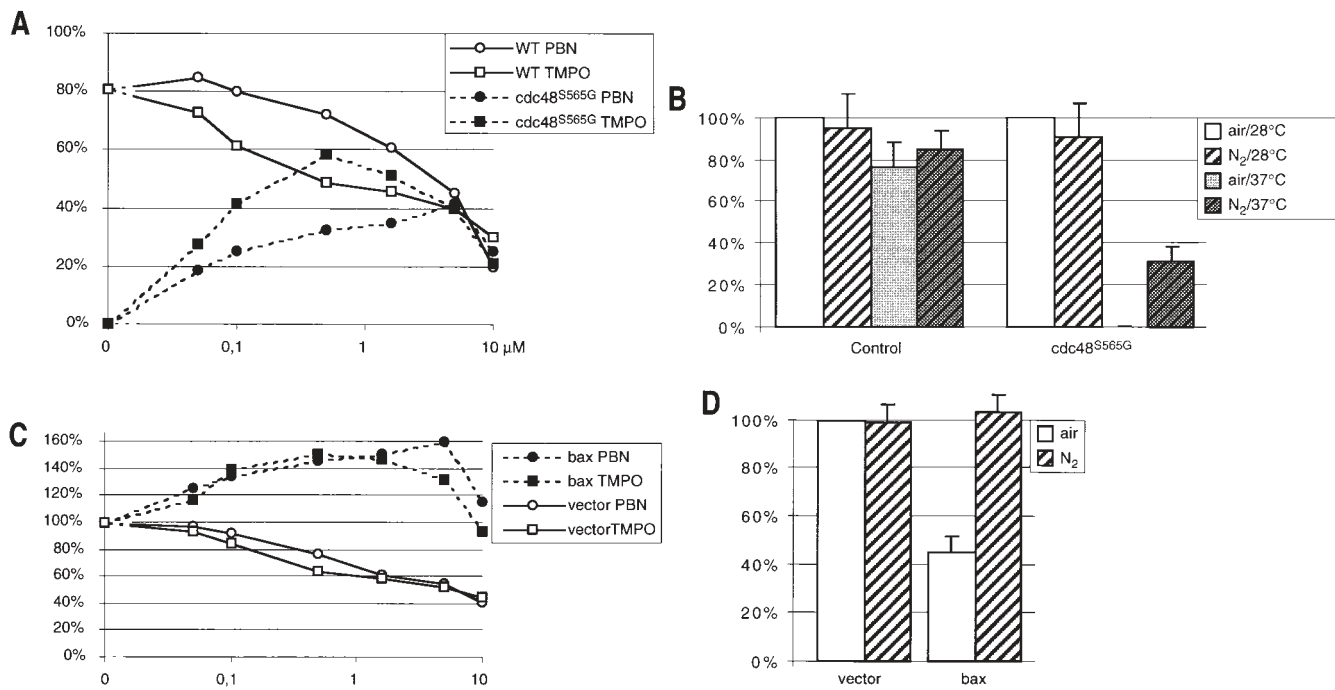 A
100%
80%
60%
40%
20%
0%
0
0,1
1
10 µM
WT PBN
WT TMPO
cdc48S565G PBN
cdc48S565G TMPO
B
100%
80%
60%
40%
20%
0%
Control
cdc48S565G
air/28°C
N2/28°C
air/37°C
N2/37°C
C
160%
140%
120%
100%
80%
60%
40%
20%
0%
0
0,1
1
10
bax PBN
bax TMPO
vector PBN
vectorTMPO
D
100%
80%
60%
40%
20%
0%
vector
bax
air
N2